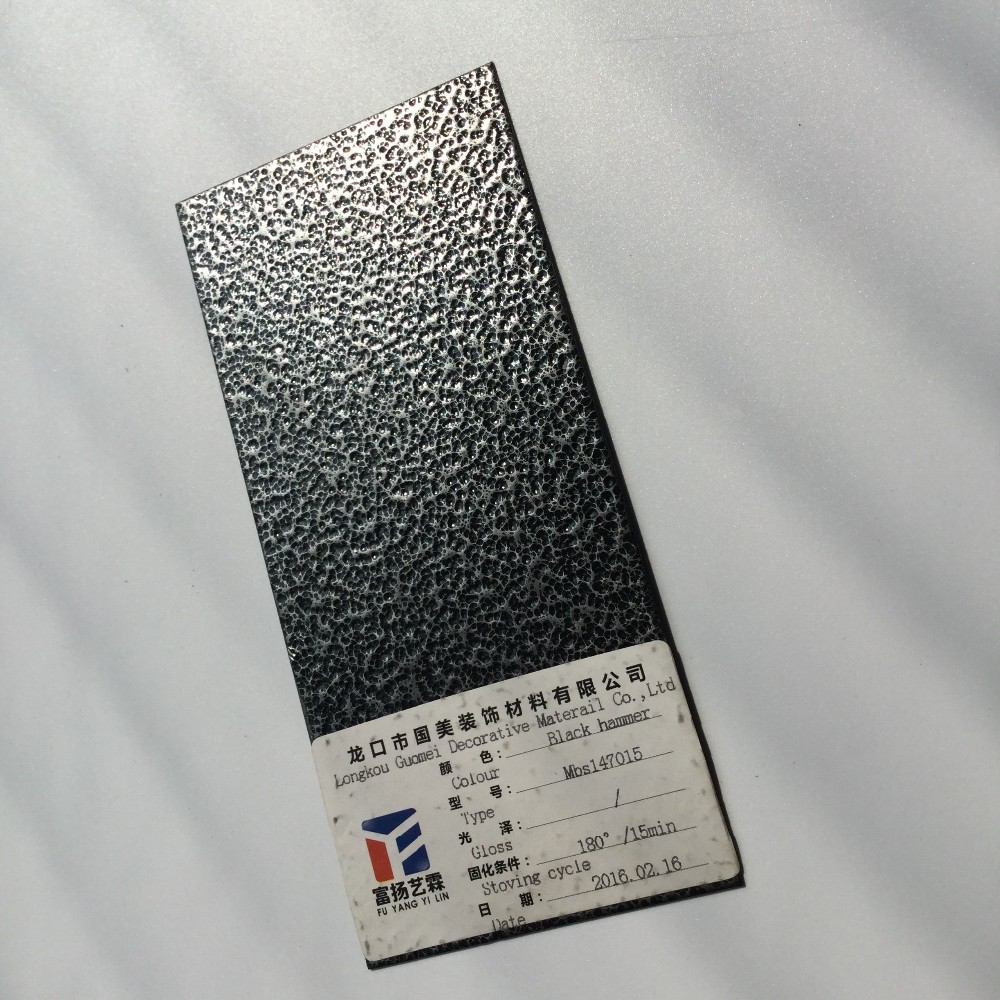 龙口市国美装饰材料有限公司
Longkou Guomei Decorative Materail Co.,Ltd
颜 色: Black hammer
Colour
型 号: Mbs147015
Type
光 泽: /
Gloss
固化条件: 180° /15min
Stoving cycle
日 期: 2016.02.16
Date
富扬艺霖
FU YANG YI LIN